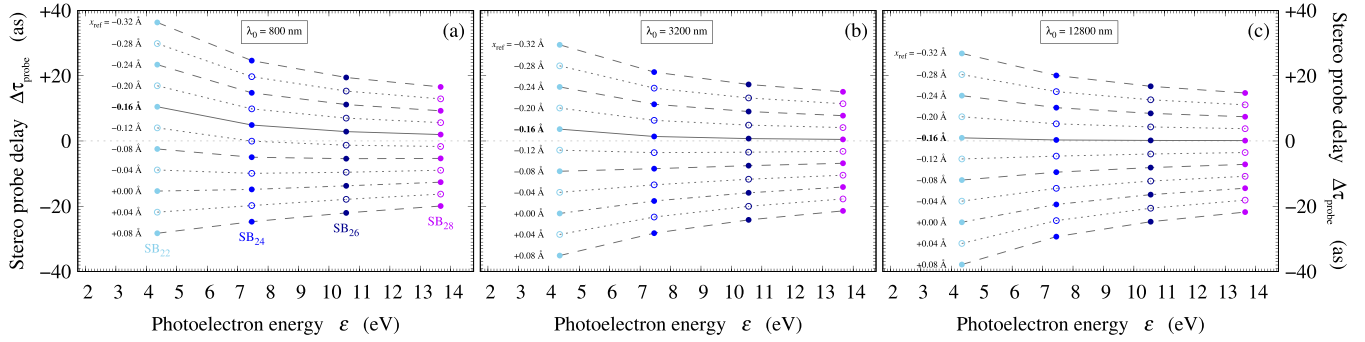 Stereo probe delay Δτprobe (as)
+40
+20
0
−20
−40
(a)
λ0 = 800 nm
xref = −0.32 Å
−0.28 Å
−0.24 Å
−0.20 Å
−0.16 Å
−0.12 Å
−0.08 Å
−0.04 Å
+0.00 Å
+0.04 Å
+0.08 Å
SB22
SB24
SB26
SB28
2 3 4 5 6 7 8 9 10 11 12 13 14
Photoelectron energy ε (eV)
(b)
λ0 = 3200 nm
xref = −0.32 Å
−0.28 Å
−0.24 Å
−0.20 Å
−0.16 Å
−0.12 Å
−0.08 Å
−0.04 Å
+0.00 Å
+0.04 Å
+0.08 Å
2 3 4 5 6 7 8 9 10 11 12 13 14
Photoelectron energy ε (eV)
(c)
λ0 = 12800 nm
xref = −0.32 Å
−0.28 Å
−0.24 Å
−0.20 Å
−0.16 Å
−0.12 Å
−0.08 Å
−0.04 Å
+0.00 Å
+0.04 Å
+0.08 Å
2 3 4 5 6 7 8 9 10 11 12 13 14
Photoelectron energy ε (eV)
+40
+20
0
−20
−40
Stereo probe delay Δτprobe (as)